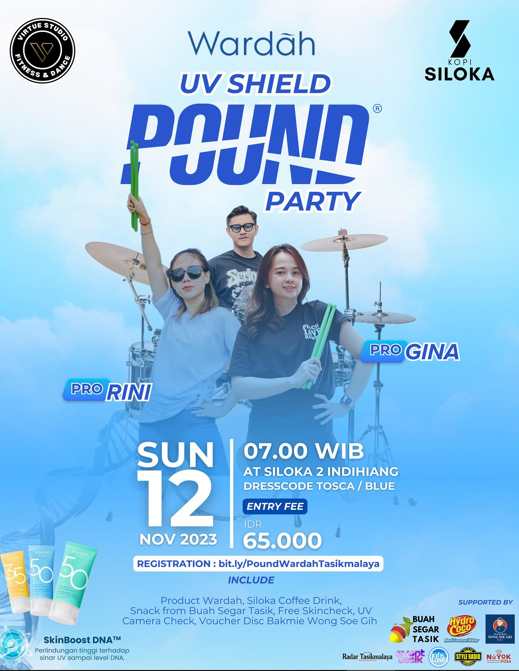 VIRTUE STUDIO
FITNESS & DANCE
Wardah
KOPI
SILOKA
UV SHIELD
POUND®
PARTY
PRO GINA
PRO RINI
SUN
12
NOV 2023
07.00 WIB
AT SILOKA 2 INDIHIANG
DRESSCODE TOSCA / BLUE
ENTRY FEE
IDR
65.000
REGISTRATION : bit.ly/PoundWardahTasikmalaya
INCLUDE
Product Wardah, Siloka Coffee Drink,
Snack from Buah Segar Tasik, Free Skincheck, UV
Camera Check, Voucher Disc Bakmie Wong Soe Gih
35
50
50
SkinBoost DNA™
Perlindungan tinggi terhadap
sinar UV sampai level DNA.
SUPPORTED BY
BUAH
SEGAR
TASIK
Hydro
Coco
Radar Tasikmalaya
STYLE RADIO